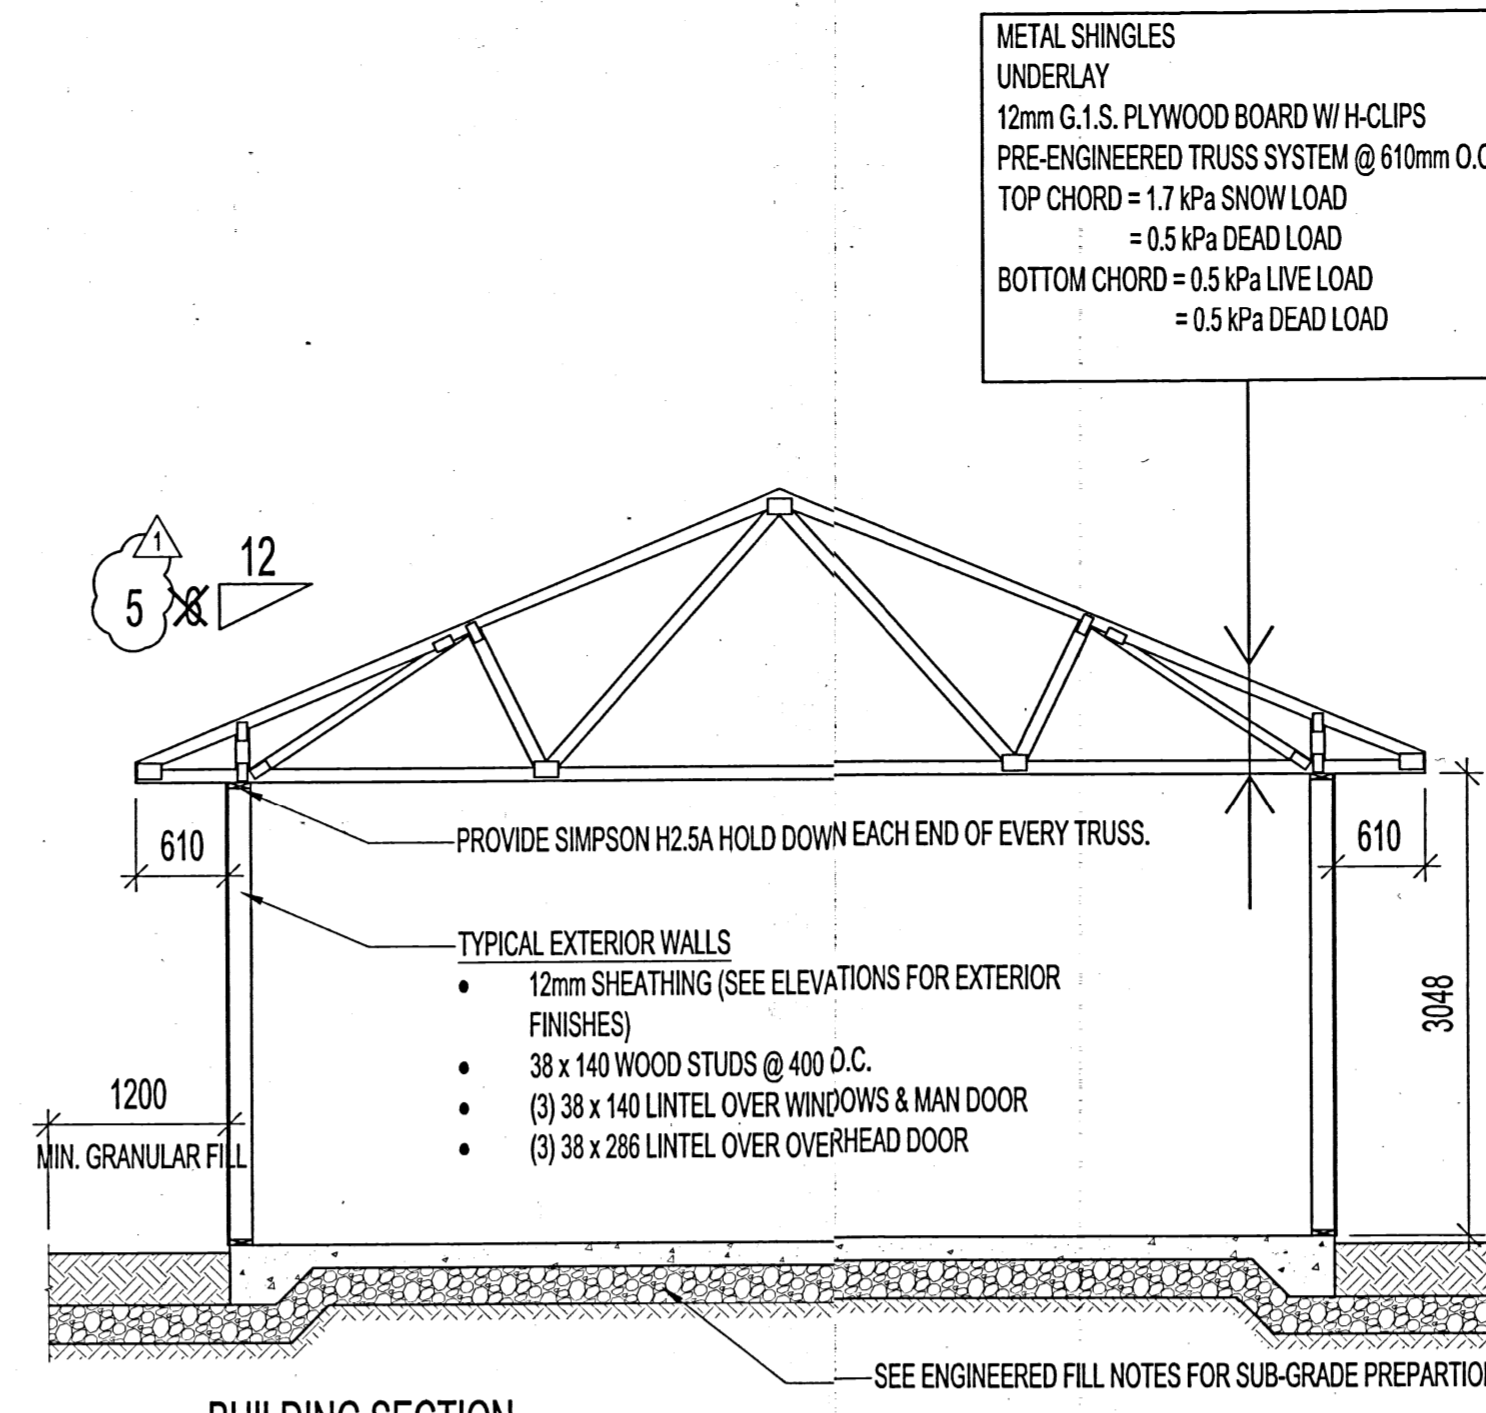 METAL SHINGLES
UNDERLAY
12mm G.1.S. PLYWOOD BOARD W/ H-CLIPS
PRE-ENGINEERED TRUSS SYSTEM @ 610mm O.C
TOP CHORD = 1.7 kPa SNOW LOAD
= 0.5 kPa DEAD LOAD
BOTTOM CHORD = 0.5 kPa LIVE LOAD
= 0.5 kPa DEAD LOAD
1
12
5
610
PROVIDE SIMPSON H2.5A HOLD DOWN EACH END OF EVERY TRUSS.
610
TYPICAL EXTERIOR WALLS
• 12mm SHEATHING (SEE ELEVATIONS FOR EXTERIOR
FINISHES)
• 38 x 140 WOOD STUDS @ 400 O.C.
• (3) 38 x 140 LINTEL OVER WINDOWS & MAN DOOR
• (3) 38 x 286 LINTEL OVER OVERHEAD DOOR
3048
1200
MIN. GRANULAR FILL
SEE ENGINEERED FILL NOTES FOR SUB-GRADE PREPARTION
BUILDING SECTION